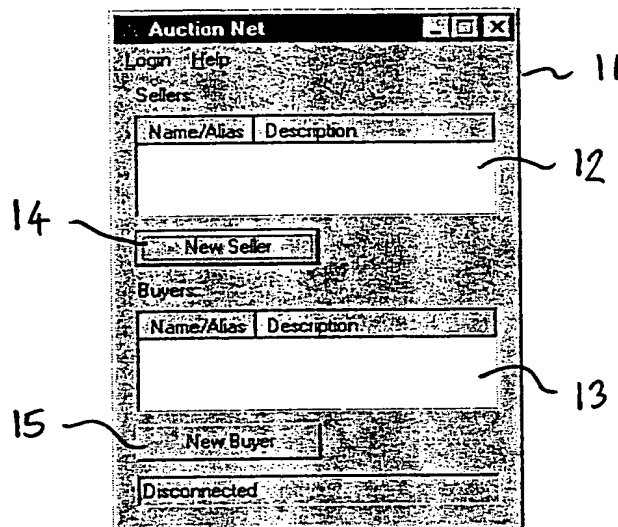 Auction Net
Login Help
11
Sellers:
Name/Alias Description
12
14
New Seller
Buyers:
Name/Alias Description
13
15
New Buyer
Disconnected